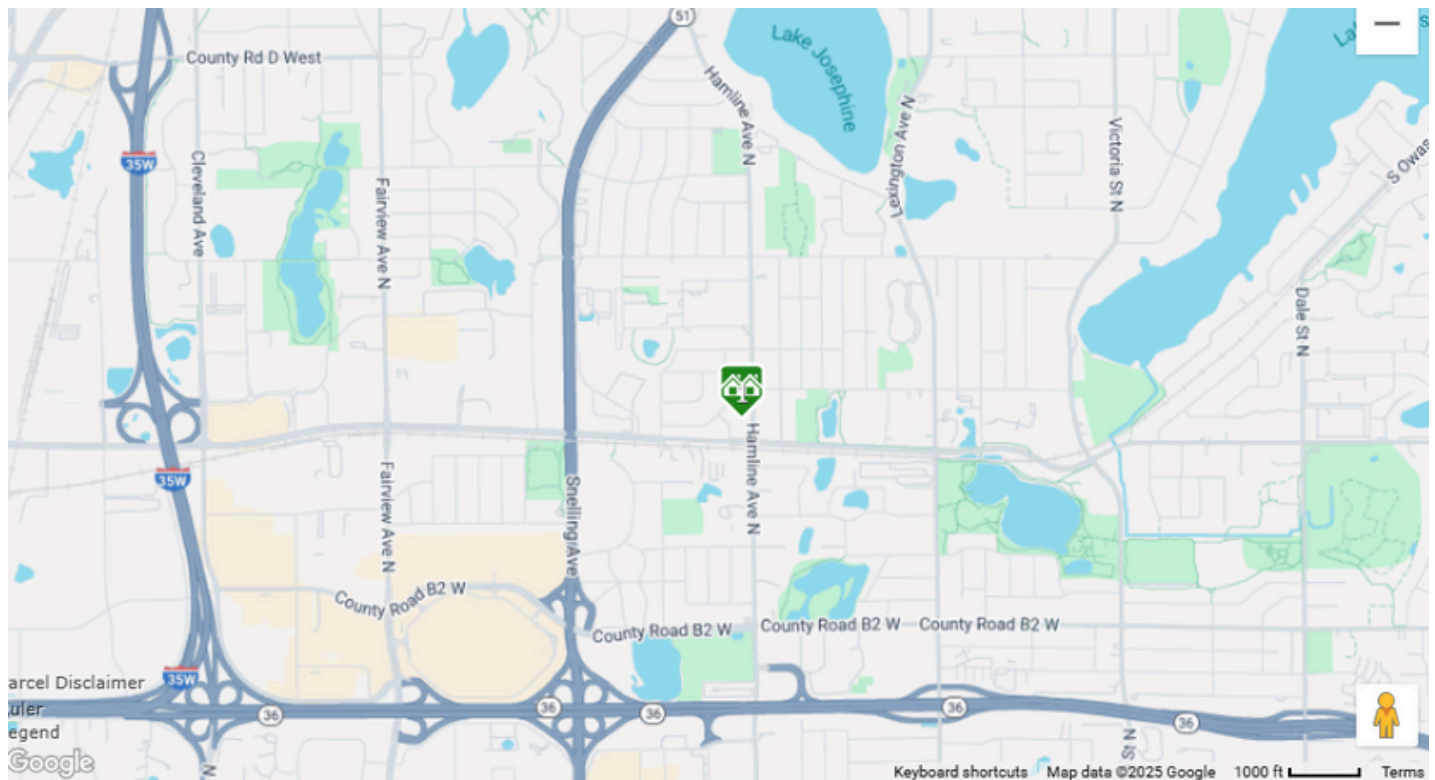 51
Lake Josephine
County Rd D West
Hamline Ave N
Lexington Ave N
Victoria St N
S Owas
35W
Cleveland Ave
Fairview Ave N
Dale St N
35W
Fairview Ave N
Snelling Ave
Hamline Ave N
County Road B2 W
County Road B2 W
County Road B2 W
County Road B2 W
35W
arcel Disclaimer
uler
egend
36
36
36
36
36
N
St N
Google
Keyboard shortcuts
Map data ©2025 Google
1000 ft
Terms